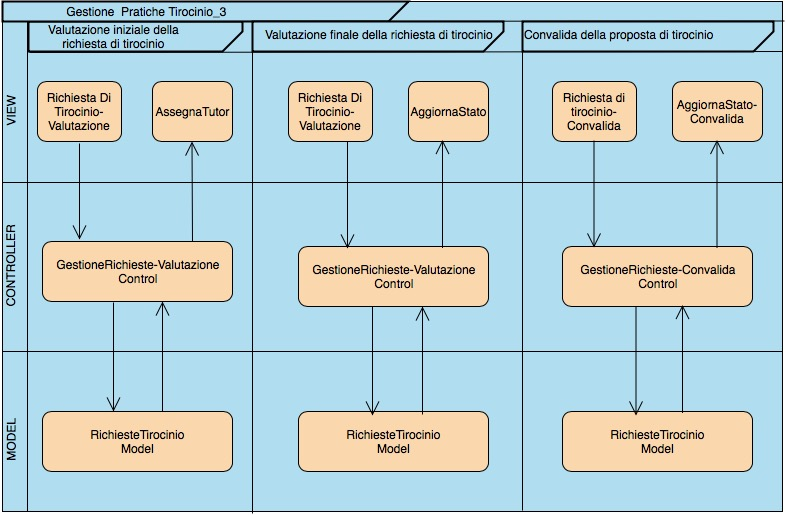 Gestione Pratiche Tirocinio_3
Valutazione iniziale della
richiesta di tirocinio
Valutazione finale della richiesta di tirocinio
Convalida della proposta di tirocinio
VIEW
Richiesta Di
Tirocinio-
Valutazione
AssegnaTutor
Richiesta Di
Tirocinio-
Valutazione
AggiornaStato
Richiesta di
tirocinio-
Convalida
AggiornaStato-
Convalida
CONTROLLER
GestioneRichieste-Valutazione
Control
GestioneRichieste-Valutazione
Control
GestioneRichieste-Convalida
Control
MODEL
RichiesteTirocinio
Model
RichiesteTirocinio
Model
RichiesteTirocinio
Model